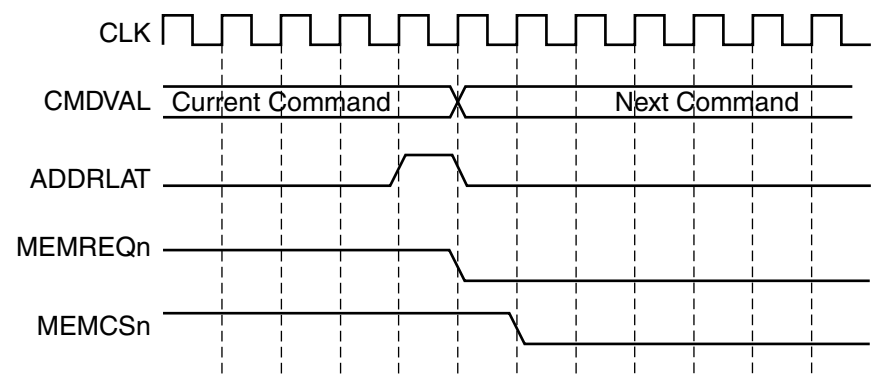 CLK
CMDVAL Current Command Next Command
ADDRLAT
MEMREQn
MEMCSn